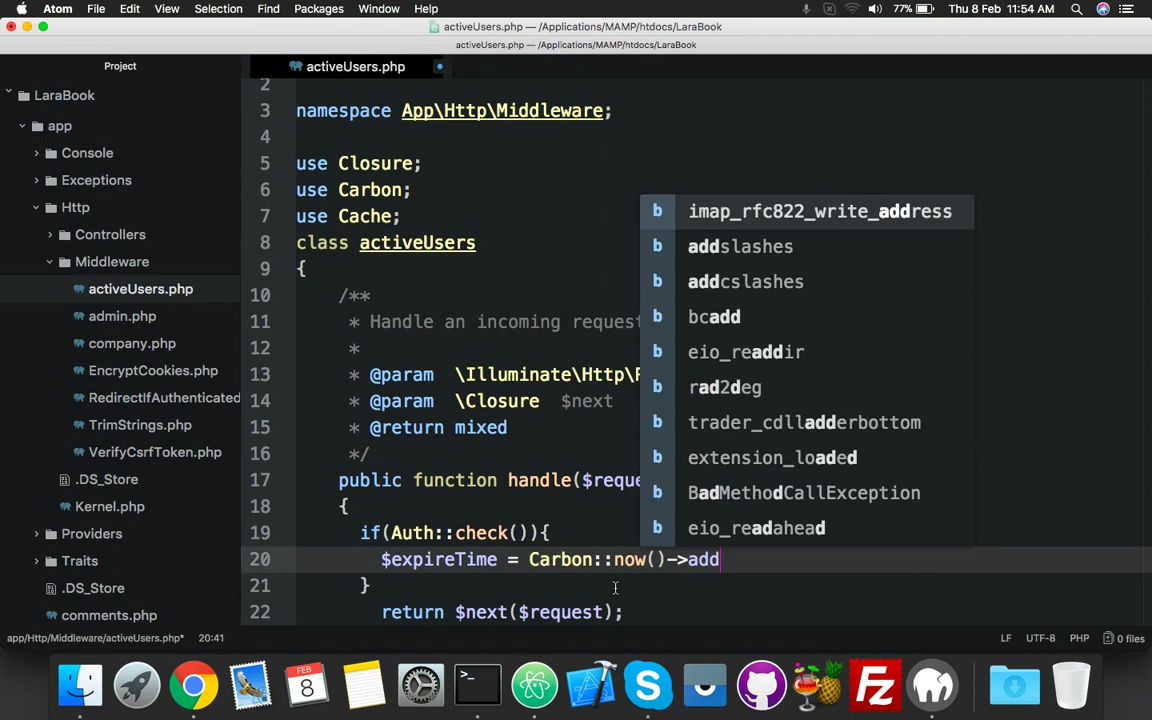 Atom File Edit View Selection Find Packages Window Help 77% Thu 8 Feb 11:54 AM
activeUsers.php — /Applications/MAMP/htdocs/LaraBook
activeUsers.php — /Applications/MAMP/htdocs/LaraBook
Project
activeUsers.php
LaraBook
app
Console
Exceptions
Http
Controllers
Middleware
activeUsers.php
admin.php
company.php
EncryptCookies.php
RedirectIfAuthenticated
TrimStrings.php
VerifyCsrfToken.php
.DS_Store
Kernel.php
Providers
Traits
.DS_Store
comments.php
2
3 namespace App\Http\Middleware;
4
5 use Closure;
6 use Carbon;
7 use Cache;
8 class activeUsers
9 {
10 /**
11 * Handle an incoming request
12 *
13 * @param \Illuminate\Http\
14 * @param \Closure $next
15 * @return mixed
16 */
17 public function handle($reque
18 {
19 if(Auth::check()){
20 $expireTime = Carbon::now()->add
21 }
22 return $next($request);
imap_rfc822_write_address
addslashes
addcslashes
bcadd
eio_readdir
rad2deg
trader_cdlladderbottom
extension_loaded
BadMethodCallException
eio_readahead
app/Http/Middleware/activeUsers.php* 20:41 LF UTF-8 PHP 0 files
FEB
8